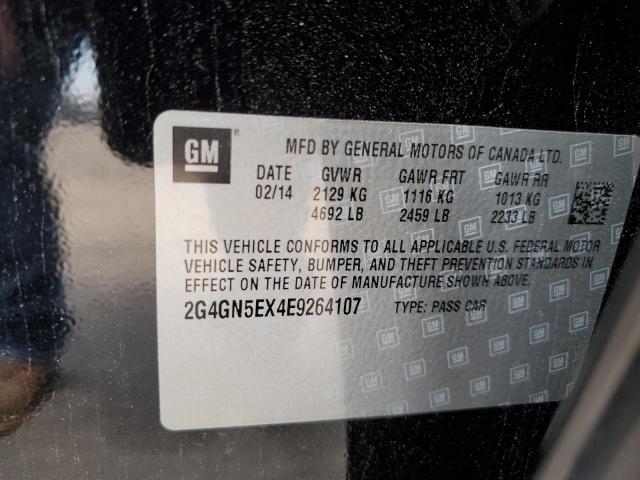 GM
MFD BY GENERAL MOTORS OF CANADA LTD.
DATE GVWR GAWR FRT GAWR RR
02/14 2129 KG 1116 KG 1013 KG
4692 LB 2459 LB 2233 LB
THIS VEHICLE CONFORMS TO ALL APPLICABLE U.S. FEDERAL MOTOR
VEHICLE SAFETY, BUMPER, AND THEFT PREVENTION STANDARDS IN
EFFECT ON THE DATE OF MANUFACTURE SHOWN ABOVE.
2G4GN5EX4E9264107 TYPE: PASS CAR